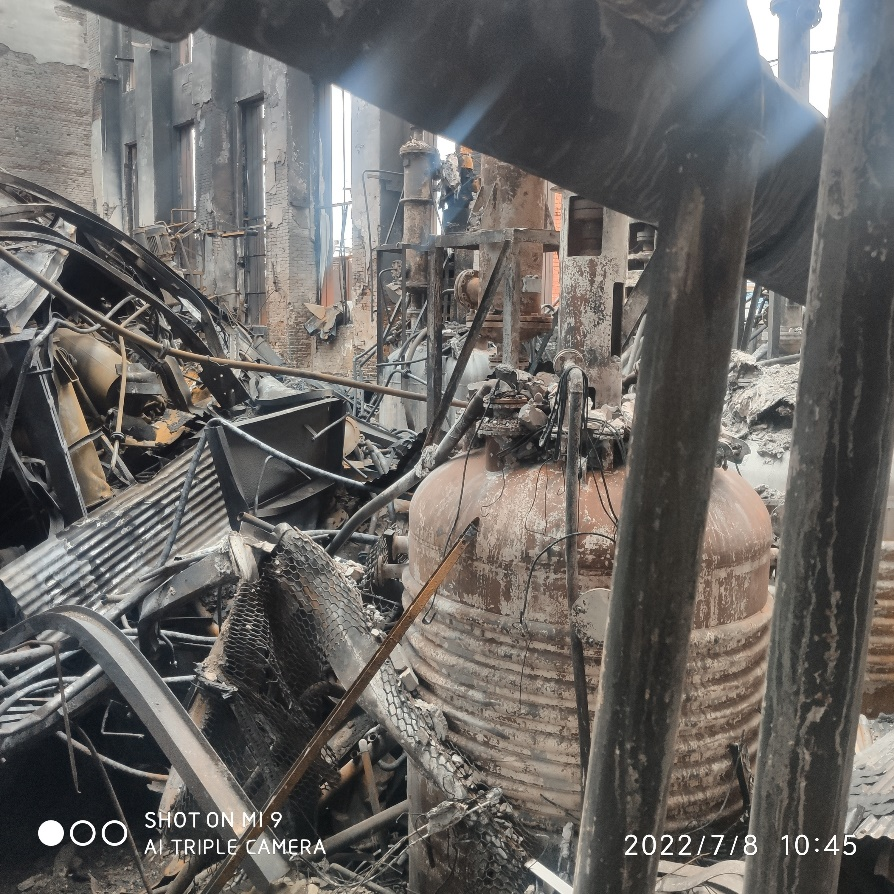 SHOT ON MI 9
AI TRIPLE CAMERA
2022/7/8 10:45